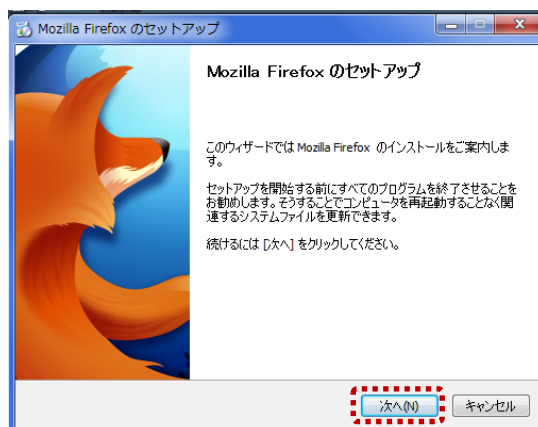 Mozilla Firefox のセットアップ
Mozilla Firefox のセットアップ
このウィザードでは Mozilla Firefox のインストールをご案内しま
す。
セットアップを開始する前にすべてのプログラムを終了させることを
お勧めします。そうすることでコンピュータを再起動することなく関
連するシステムファイルを更新できます。
続けるには [次へ] をクリックしてください。
次へ(N)
キャンセル